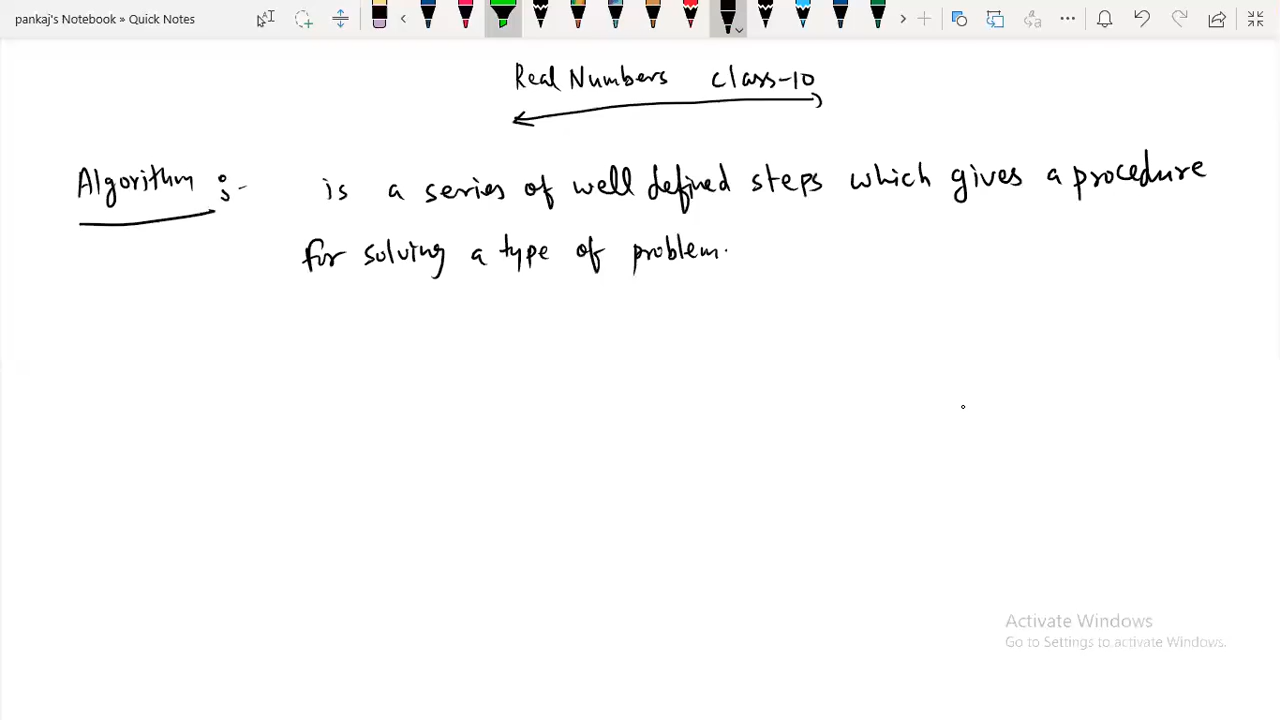 pankaj's Notebook » Quick Notes
Real Numbers class-10
Algorithm :- is a series of well defined steps which gives a procedure
for solving a type of problem.
Activate Windows
Go to Settings to activate Windows.